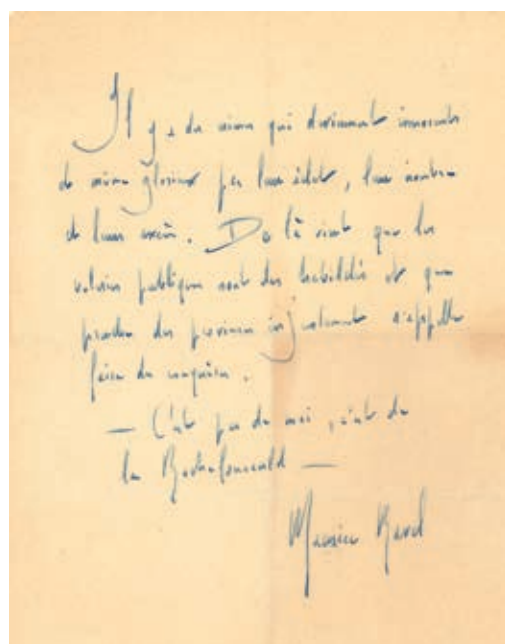 Il y a des crimes qui deviennent innocents
et même glorieux par leur éclat, leur nombre
et leur excès. De là vient que les
voleries publiques sont des habiletés et que
prendre des provinces injustement s'appelle
faire des conquêtes.
— C'est pas de moi, c'est de
la Rochefoucauld —
Maurice Ravel